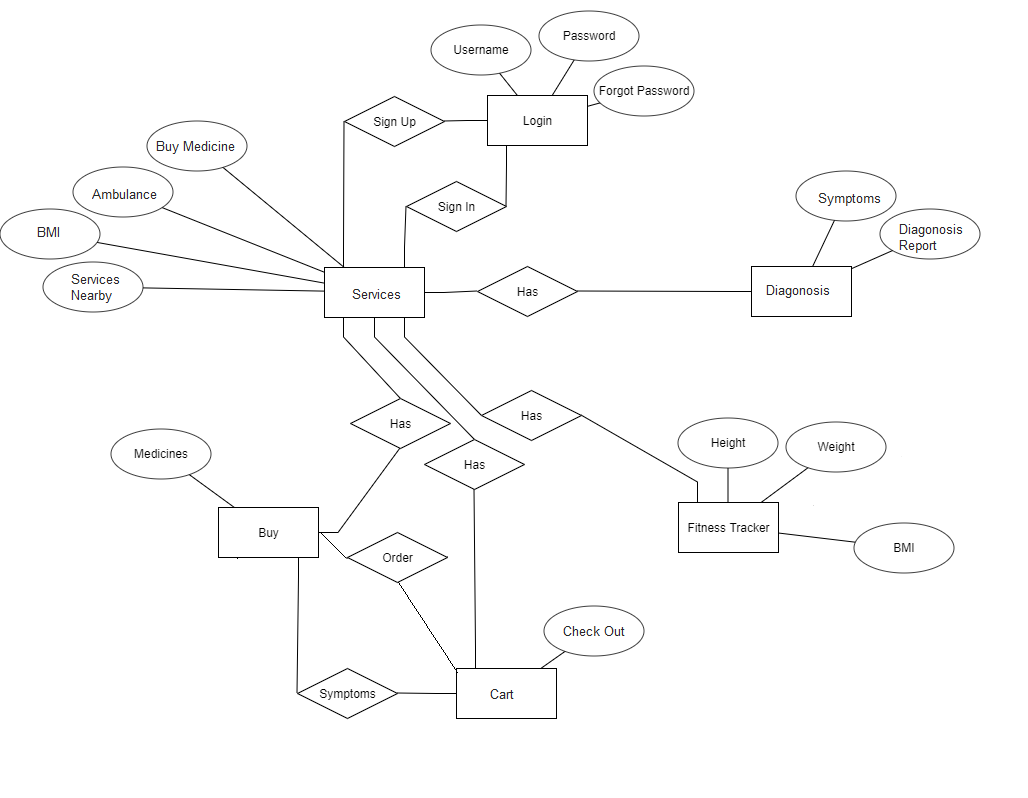 Password
Username
Forgot Password
Sign Up
Login
Buy Medicine
Ambulance
Symptoms
Sign In
BMI
Diagonosis
Report
Services
Nearby
Services
Has
Diagonosis
Has
Has
Height
Weight
Medicines
Has
Fitness Tracker
Buy
BMI
Order
Check Out
Symptoms
Cart